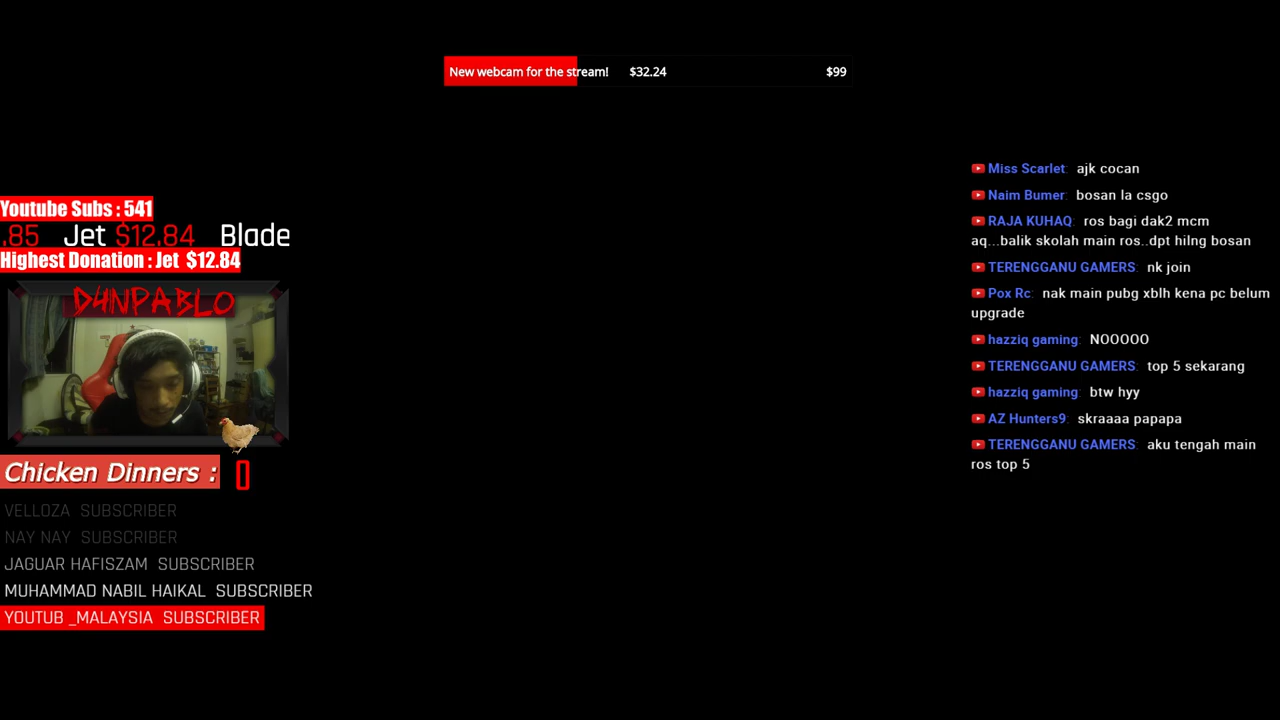 New webcam for the stream! $32.24 $99
Youtube Subs : 541
.85 Jet $12.84 Blade
Highest Donation : Jet $12.84
D4NPABLO
Chicken Dinners : 0
VELLOZA SUBSCRIBER
NAY NAY SUBSCRIBER
JAGUAR HAFISZAM SUBSCRIBER
MUHAMMAD NABIL HAIKAL SUBSCRIBER
YOUTUB _MALAYSIA SUBSCRIBER
Miss Scarlet: ajk cocan
Naim Bumer: bosan la csgo
RAJA KUHAQ: ros bagi dak2 mcm
aq...balik skolah main ros..dpt hilng bosan
TERENGGANU GAMERS: nk join
Pox Rc: nak main pubg xblh kena pc belum
upgrade
hazziq gaming: NOOOOO
TERENGGANU GAMERS: top 5 sekarang
hazziq gaming: btw hyy
AZ Hunters9: skraaaa papapa
TERENGGANU GAMERS: aku tengah main
ros top 5